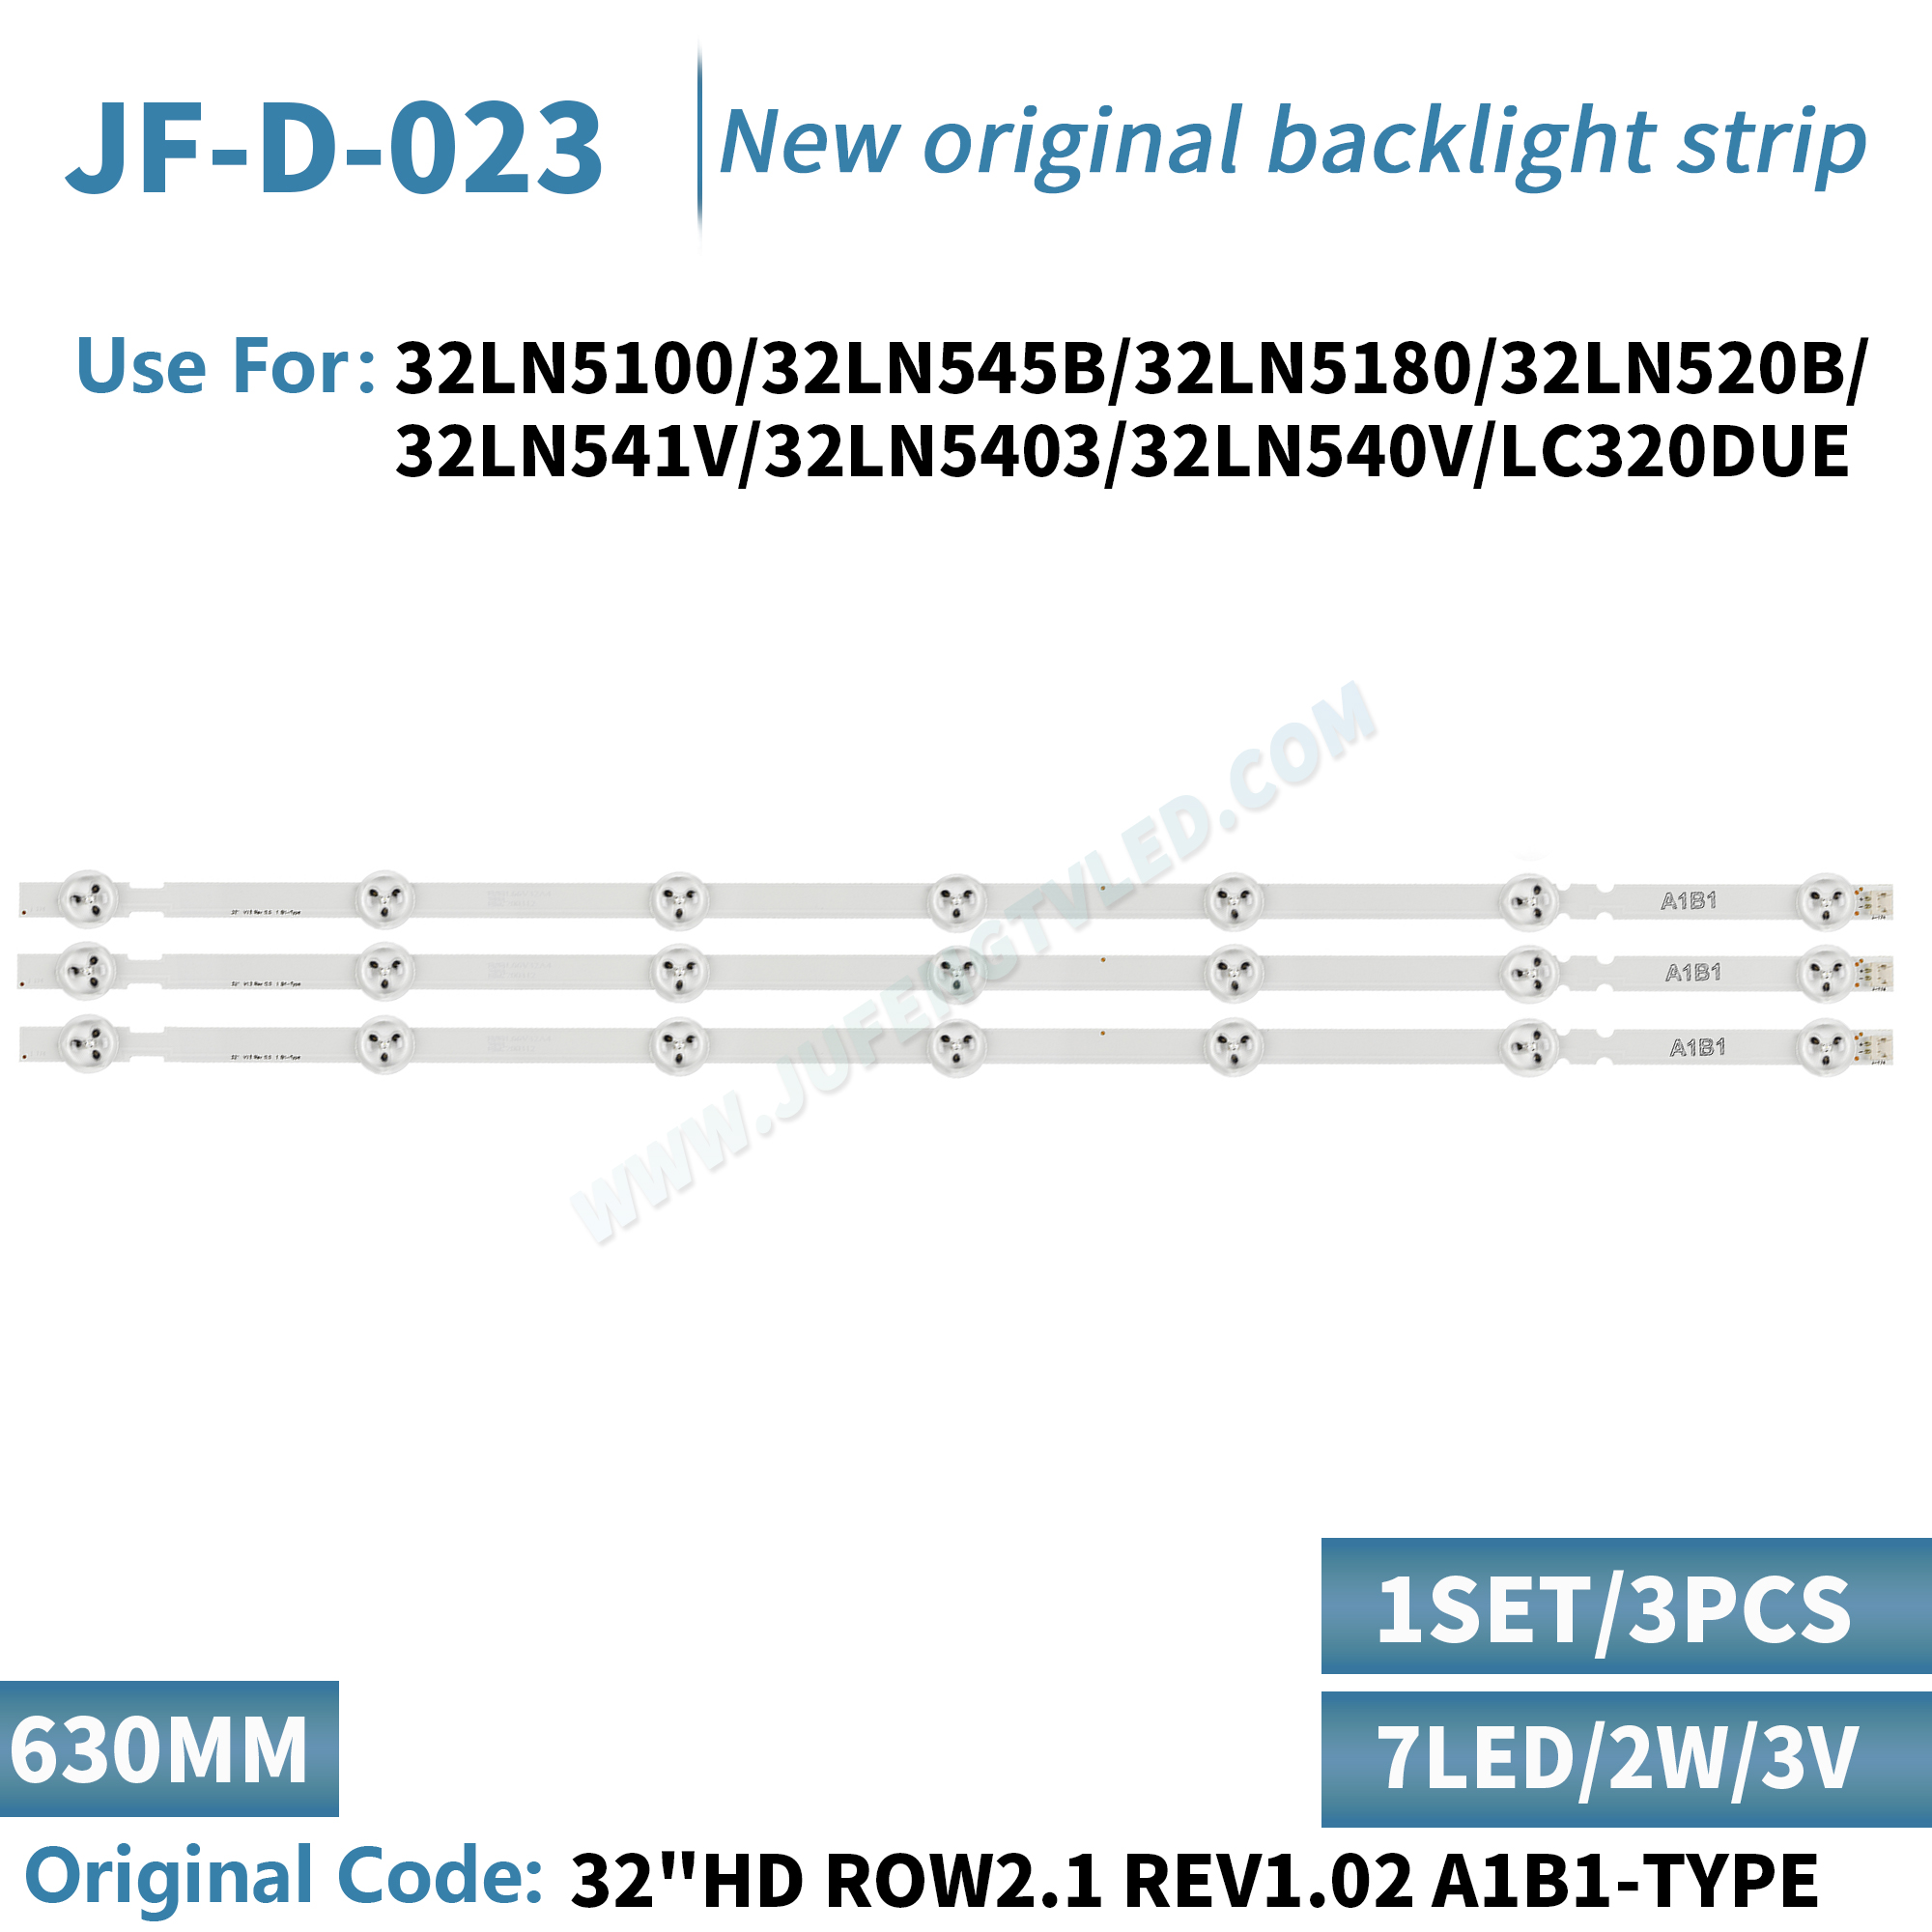 JF-D-023
New original backlight strip
Use For: 32LN5100/32LN545B/32LN5180/32LN520B/
32LN541V/32LN5403/32LN540V/LC320DUE
WWW.JUFENGTVLED.COM
A1B1
A1B1
A1B1
1SET/3PCS
7LED/2W/3V
630MM
Original Code: 32"HD ROW2.1 REV1.02 A1B1-TYPE